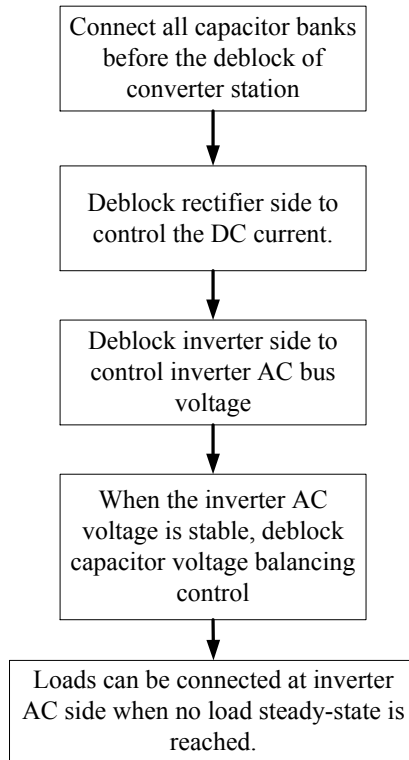 Connect all capacitor banks
before the deblock of
converter station
Deblock rectifier side to
control the DC current.
Deblock inverter side to
control inverter AC bus
voltage
When the inverter AC
voltage is stable, deblock
capacitor voltage balancing
control
Loads can be connected at inverter
AC side when no load steady-state is
reached.